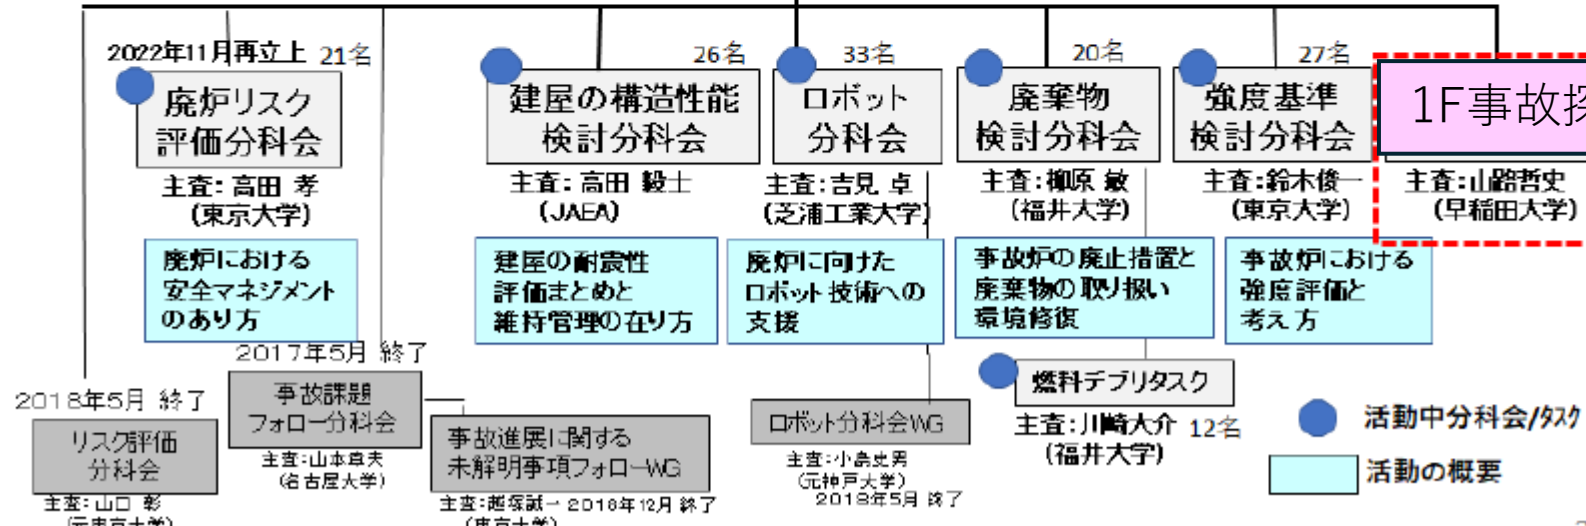 2022年11月再立上 21名
廃炉リスク
評価分科会
主査：高田 孝
(東京大学)
廃炉における
安全マネジメント
のあり方
26名
建屋の構造性能
検討分科会
主査：高田 毅士
(JAEA)
建屋の耐震性
評価まとめと
維持管理の在り方
33名
ロボット
分科会
主査：吉見 卓
(芝浦工業大学)
廃炉に向けた
ロボット技術への
支援
20名
廃棄物
検討分科会
主査：柳原 敏
(福井大学)
事故炉の廃止措置と
廃棄物の取り扱い
環境修復
27名
強度基準
検討分科会
主査：鈴木俊一
(東京大学)
事故炉における
強度評価と
考え方
1F事故探
主査：山路哲史
(早稲田大学)
2018年5月 終了
リスク評価
分科会
主査：山口 彰
(元東京大学)
2017年5月 終了
事故課題
フォロー分科会
主査：山本章夫
(名古屋大学)
事故進展に関する
未解明事項フォローWG
主査：越塚誠一 2018年12月 終了
(東京大学)
ロボット分科会WG
主査：小島史男
(元神戸大学)
2018年5月 終了
燃料デブリタスク
主査：川崎大介 12名
(福井大学)
活動中分科会/タスク
活動の概要